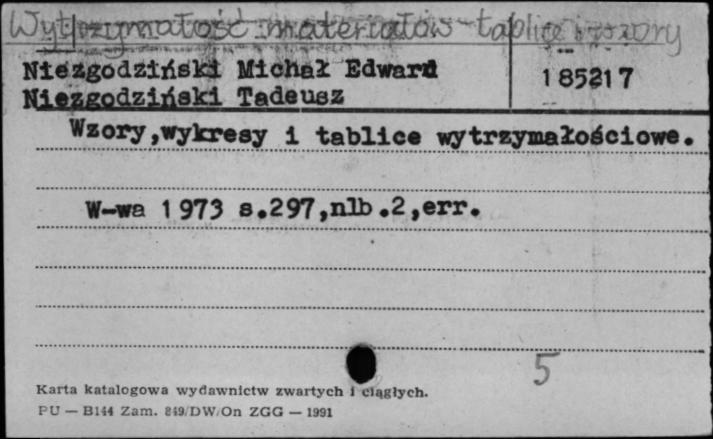 Wytrzymałość materiałów - tablice i wzory
Niezgodziński Michał Edward
185217
Niezgodziński Tadeusz
Wzory,wykresy i tablice wytrzymałościowe.
W-wa 1973 s.297,nlb.2,err.
5
Karta katalogowa wydawnictw zwartych i ciągłych.
PU — B144 Zam. 849/DW/On ZGG — 1991